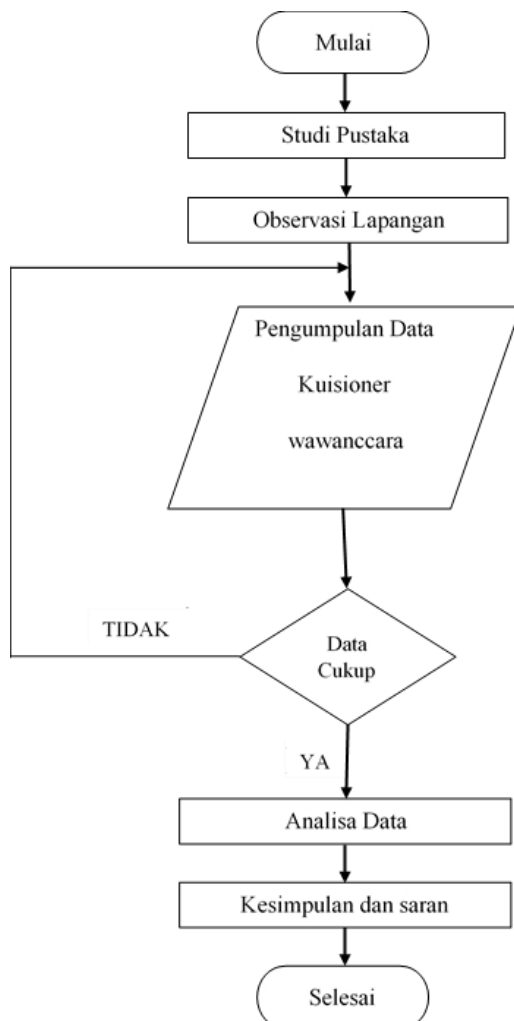 Mulai
Studi Pustaka
Observasi Lapangan
Pengumpulan Data
Kuisioner
wawanccara
TIDAK
Data
Cukup
YA
Analisa Data
Kesimpulan dan saran
Selesai